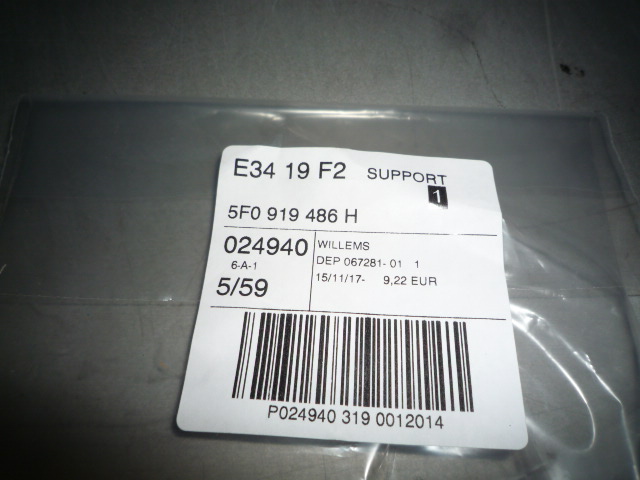 E34 19 F2 SUPPORT
1
5F0 919 486 H
024940 WILLEMS
6-A-1 DEP 067281- 01 1
5/59 15/11/17- 9,22 EUR
P024940 319 0012014